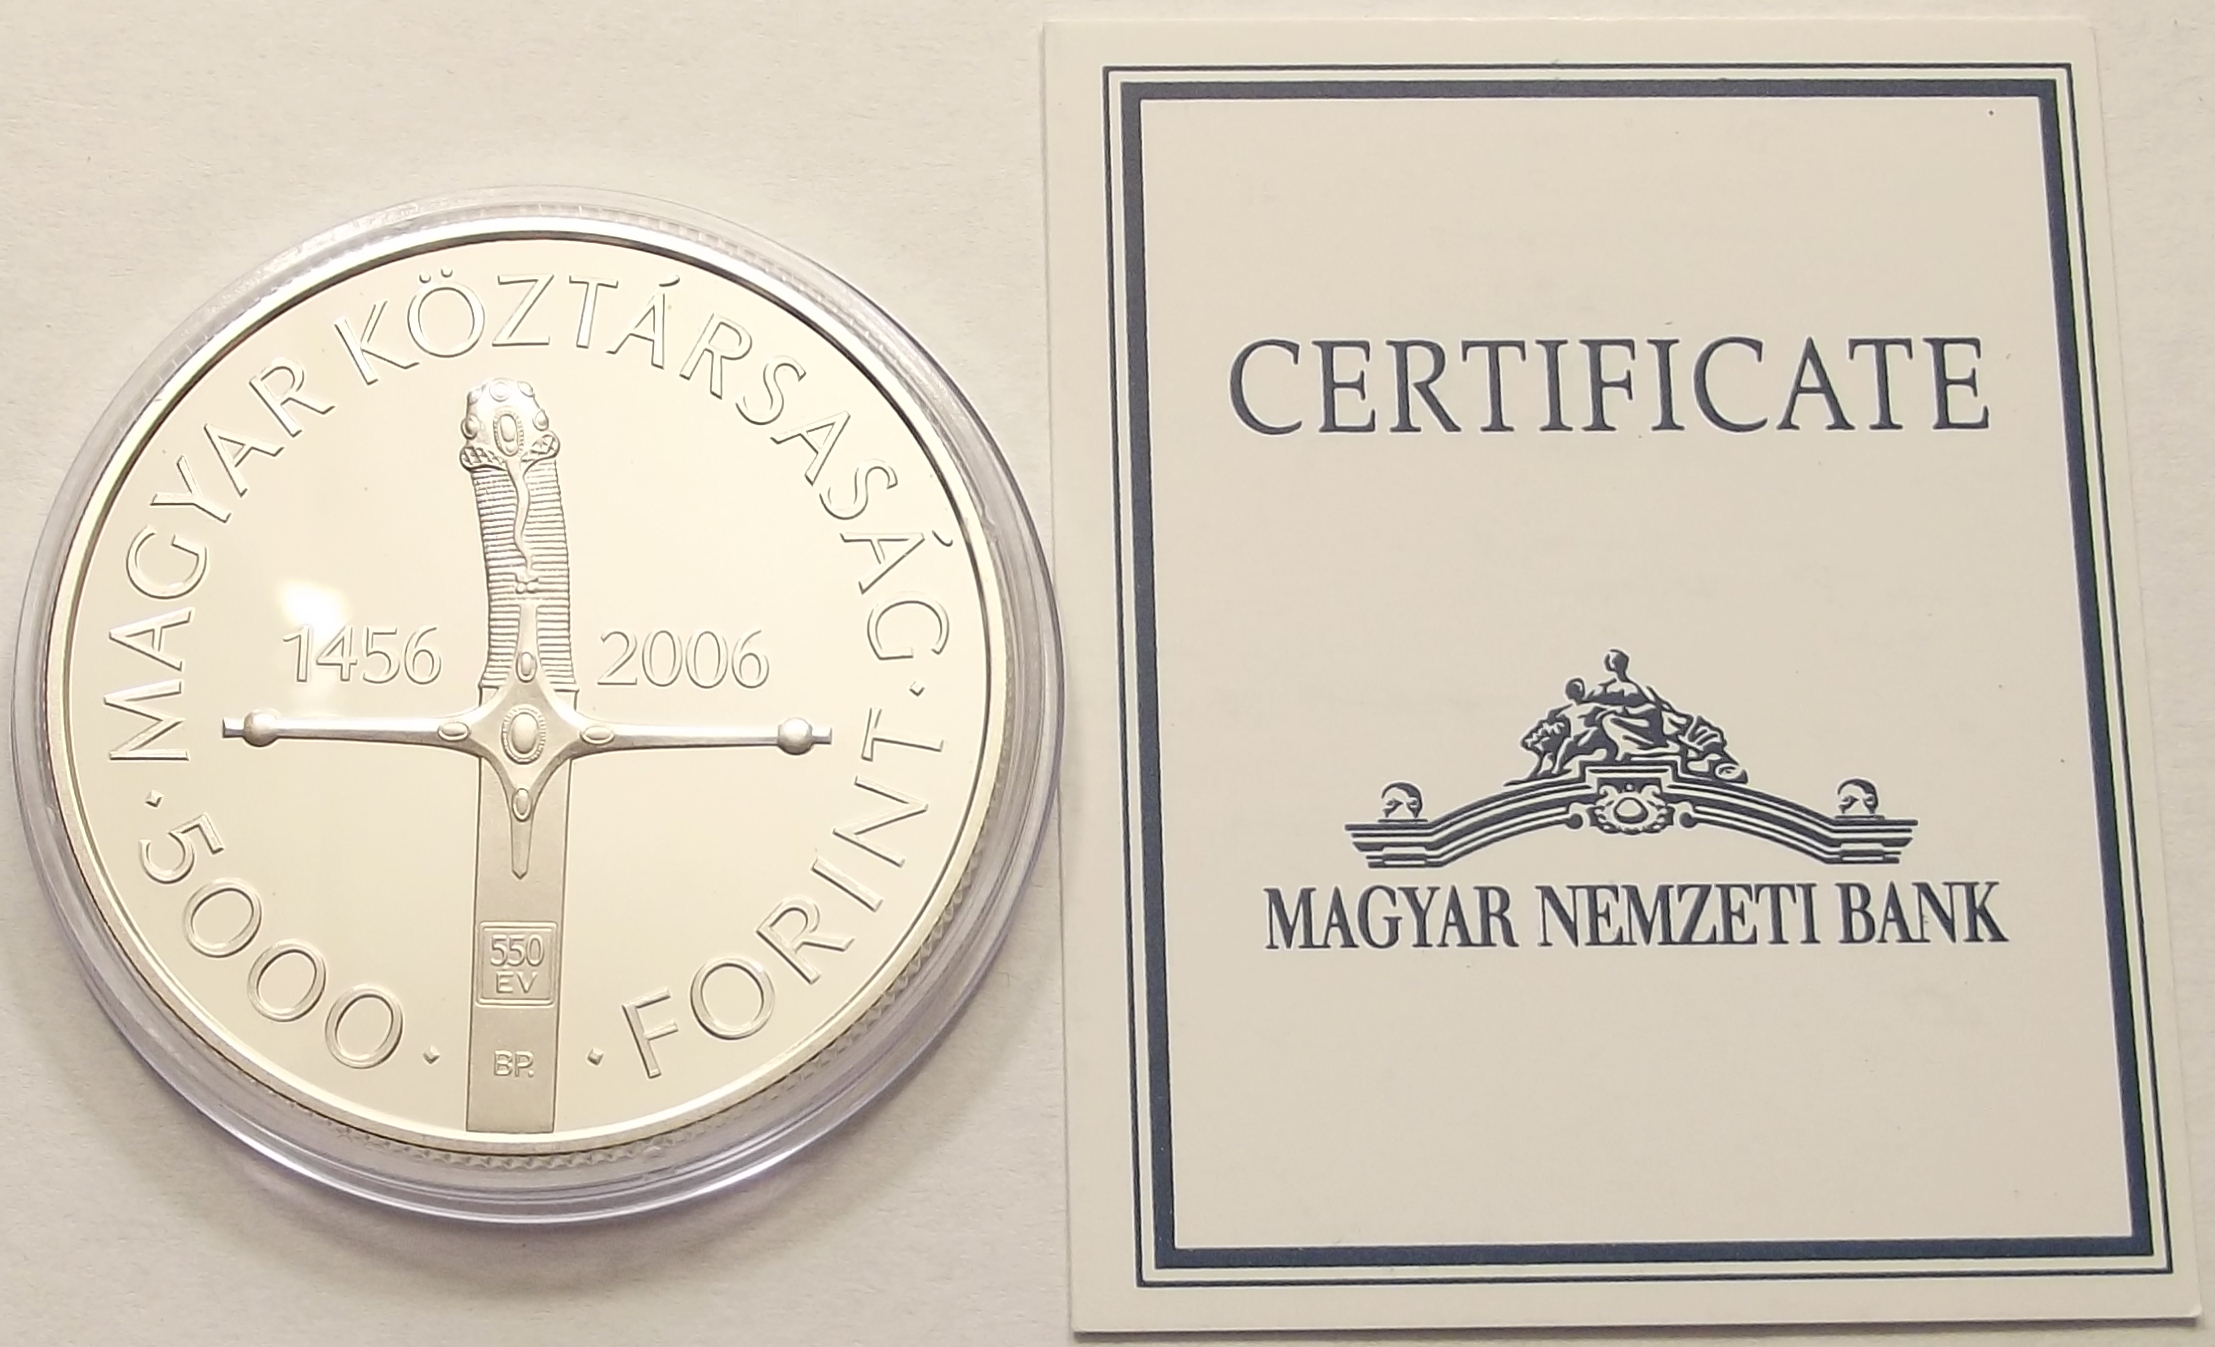 MAGYAR KÖZTÁRSASÁG · 5000 · FORINT ·
1456 2006
550
ÉV
BP.
CERTIFICATE
MAGYAR NEMZETI BANK